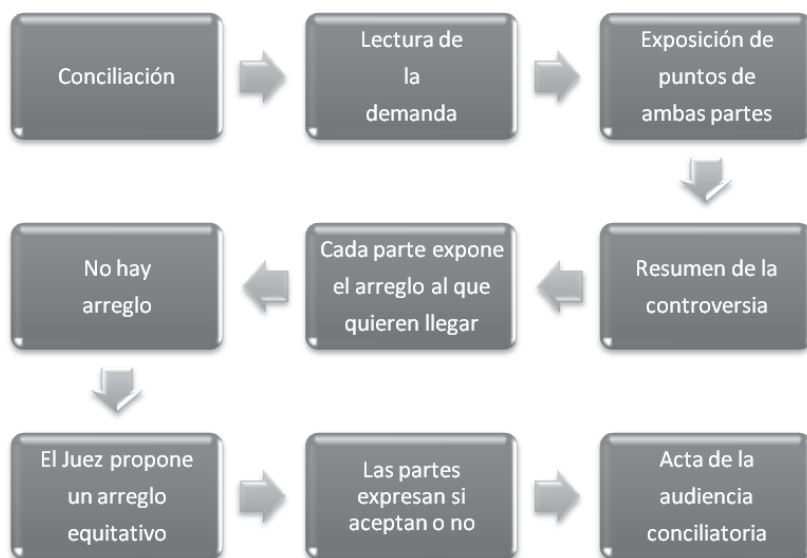 Conciliación
Lectura de
la
demanda
Exposición de
puntos de
ambas partes
Resumen de la
controversia
Cada parte expone
el arreglo al que
quieren llegar
No hay
arreglo
El Juez propone
un arreglo
equitativo
Las partes
expresan si
aceptan o no
Acta de la
audiencia
conciliatoria